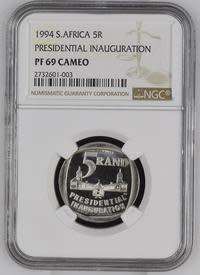 1994 S.AFRICA 5R
PRESIDENTIAL INAUGURATION
PF 69 CAMEO
2732601-003
NGC
NUMISMATIC GUARANTY CORPORATION
5 RAND
PRESIDENTIAL
INAUGURATION